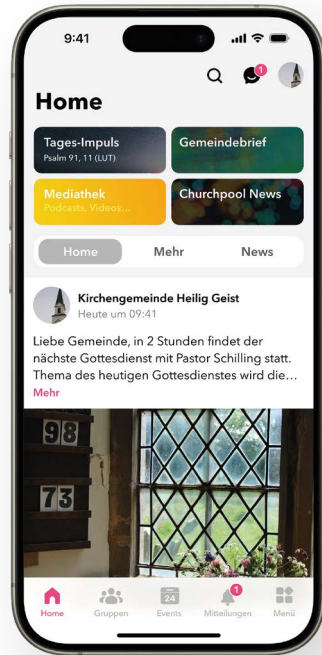 9:41
1
Home
Tages-Impuls
Psalm 91, 11 (LUT)
Gemeindebrief
Mediathek
Podcasts, Videos...
Churchpool News
Home Mehr News
Kirchengemeinde Heilig Geist
Heute um 09:41
Liebe Gemeinde, in 2 Stunden findet der
nächste Gottesdienst mit Pastor Schilling statt.
Thema des heutigen Gottesdienstes wird die...
Mehr
98
73
24
1
Home Gruppen Events Mitteilungen Menü